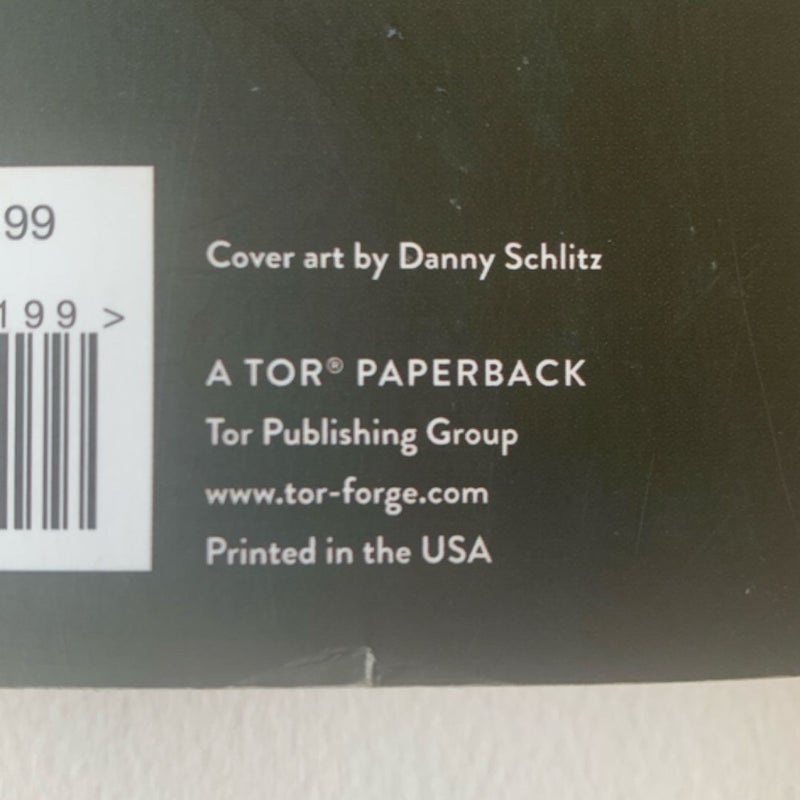 99
199 >
Cover art by Danny Schlitz
A TOR® PAPERBACK
Tor Publishing Group
www.tor-forge.com
Printed in the USA